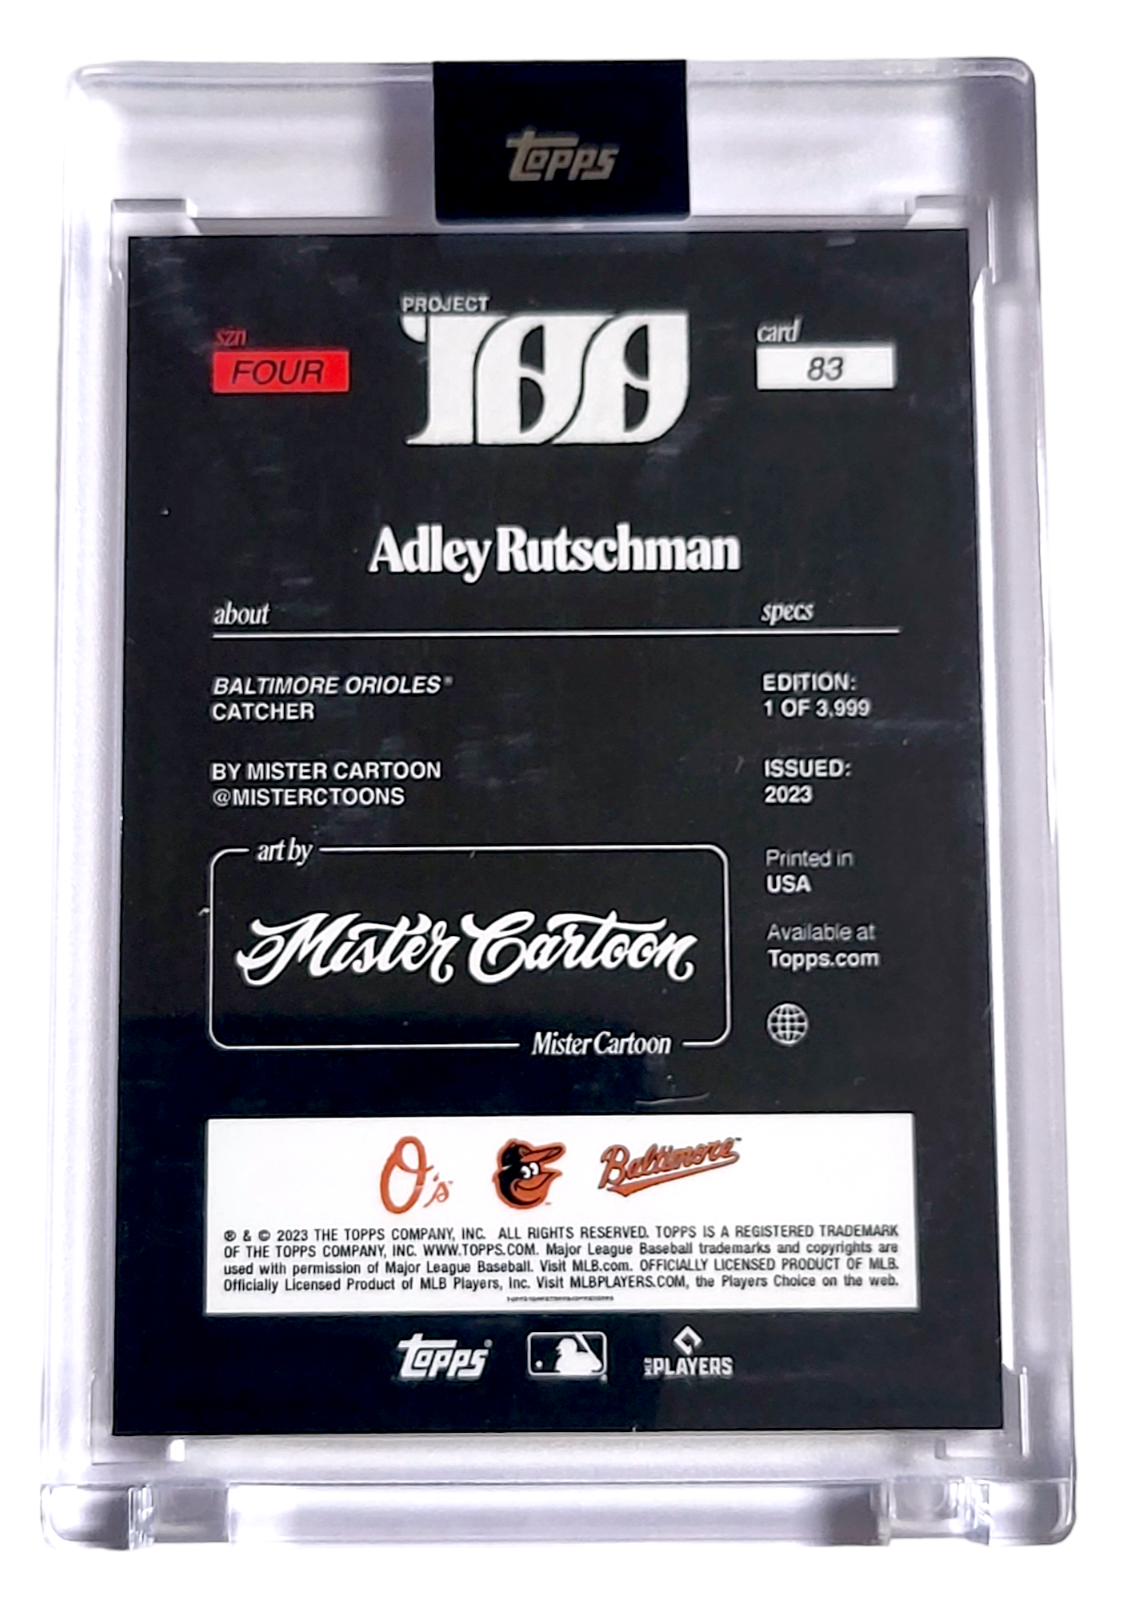 Topps
PROJECT
100
szn
FOUR
card
83
Adley Rutschman
about
specs
BALTIMORE ORIOLES®
CATCHER
EDITION:
1 OF 3,999
BY MISTER CARTOON
@MISTERCTOONS
ISSUED:
2023
art by
Mister Cartoon
Mister Cartoon
Printed in
USA
Available at
Topps.com
O's
Baltimore™
® & © 2023 THE TOPPS COMPANY, INC. ALL RIGHTS RESERVED. TOPPS IS A REGISTERED TRADEMARK
OF THE TOPPS COMPANY, INC. WWW.TOPPS.COM. Major League Baseball trademarks and copyrights are
used with permission of Major League Baseball. Visit MLB.com. OFFICIALLY LICENSED PRODUCT OF MLB.
Officially Licensed Product of MLB Players, Inc. Visit MLBPLAYERS.COM, the Players Choice on the web.
Topps®
MLB PLAYERS